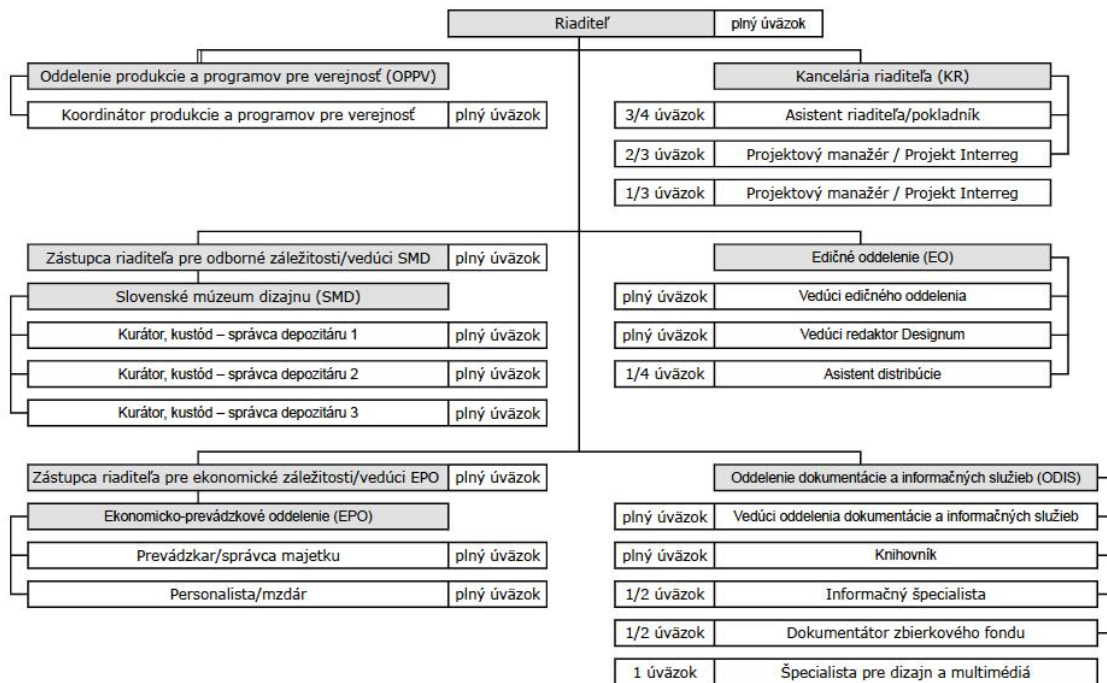 Riaditeľ plný úväzok
Oddelenie produkcie a programov pre verejnosť (OPPV)
Koordinátor produkcie a programov pre verejnosť plný úväzok
Kancelária riaditeľa (KR)
3/4 úväzok Asistent riaditeľa/pokladník
2/3 úväzok Projektový manažér / Projekt Interreg
1/3 úväzok Projektový manažér / Projekt Interreg
Zástupca riaditeľa pre odborné záležitosti/vedúci SMD plný úväzok
Slovenské múzeum dizajnu (SMD)
Kurátor, kustód – správca depozitáru 1 plný úväzok
Kurátor, kustód – správca depozitáru 2 plný úväzok
Kurátor, kustód – správca depozitáru 3 plný úväzok
Edičné oddelenie (EO)
plný úväzok Vedúci edičného oddelenia
plný úväzok Vedúci redaktor Designum
1/4 úväzok Asistent distribúcie
Zástupca riaditeľa pre ekonomické záležitosti/vedúci EPO plný úväzok
Ekonomicko-prevádzkové oddelenie (EPO)
Prevádzkar/správca majetku plný úväzok
Personalista/mzdár plný úväzok
Oddelenie dokumentácie a informačných služieb (ODIS)
plný úväzok Vedúci oddelenia dokumentácie a informačných služieb
plný úväzok Knihovník
1/2 úväzok Informačný špecialista
1/2 úväzok Dokumentátor zbierkového fondu
1 úväzok Špecialista pre dizajn a multimédiá